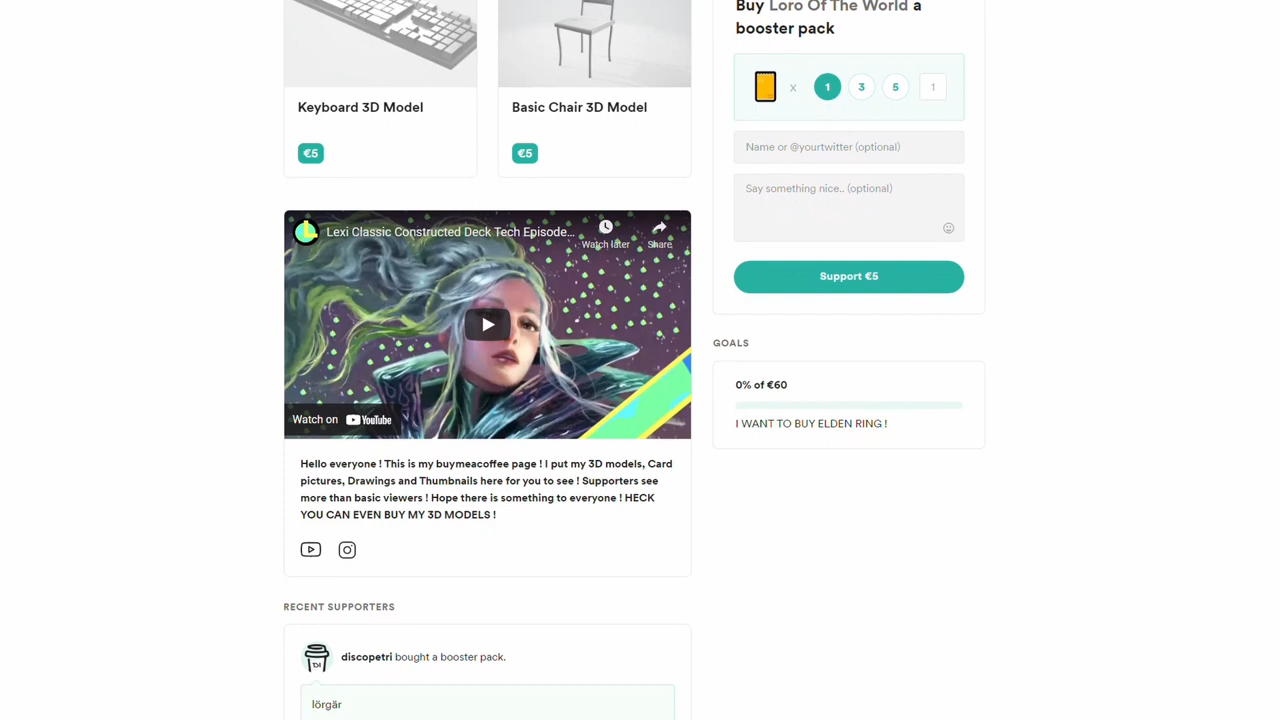 Keyboard 3D Model
€5
Basic Chair 3D Model
€5
Lexi Classic Constructed Deck Tech Episode...
Watch later
Share
Watch on YouTube
Hello everyone ! This is my buymeacoffee page ! I put my 3D models, Card
pictures, Drawings and Thumbnails here for you to see ! Supporters see
more than basic viewers ! Hope there is something to everyone ! HECK
YOU CAN EVEN BUY MY 3D MODELS !
RECENT SUPPORTERS
discopetri bought a booster pack.
lörgär
Buy Loro Of The World a
booster pack
x 1 3 5 1
Name or @yourtwitter (optional)
Say something nice.. (optional)
Support €5
GOALS
0% of €60
I WANT TO BUY ELDEN RING !